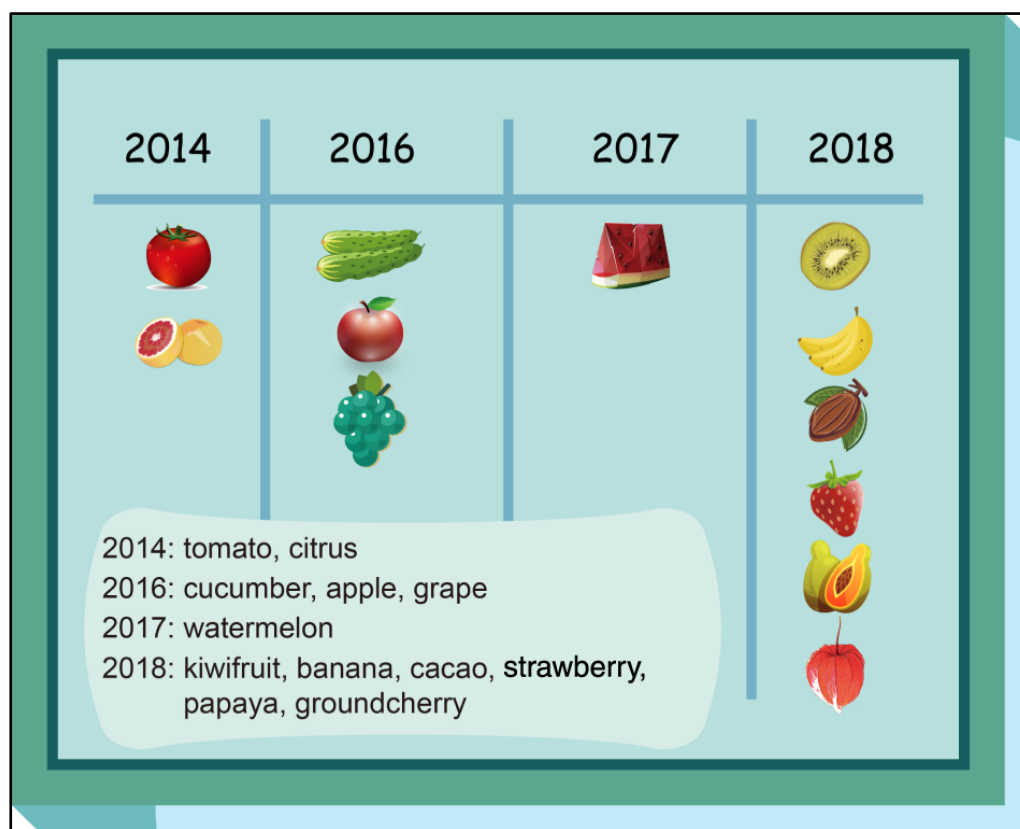 2014 2016 2017 2018
2014: tomato, citrus
2016: cucumber, apple, grape
2017: watermelon
2018: kiwifruit, banana, cacao, strawberry,
papaya, groundcherry